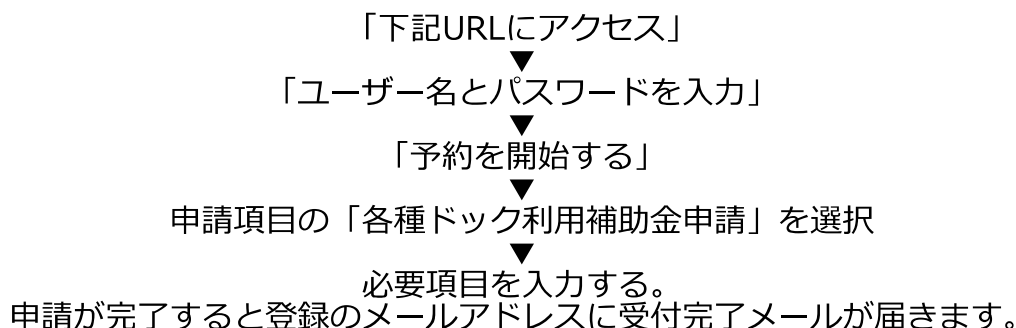 「下記URLにアクセス」
▼
「ユーザー名とパスワードを入力」
▼
「予約を開始する」
▼
申請項目の「各種ドック利用補助金申請」を選択
▼
必要項目を入力する。
申請が完了すると登録のメールアドレスに受付完了メールが届きます。